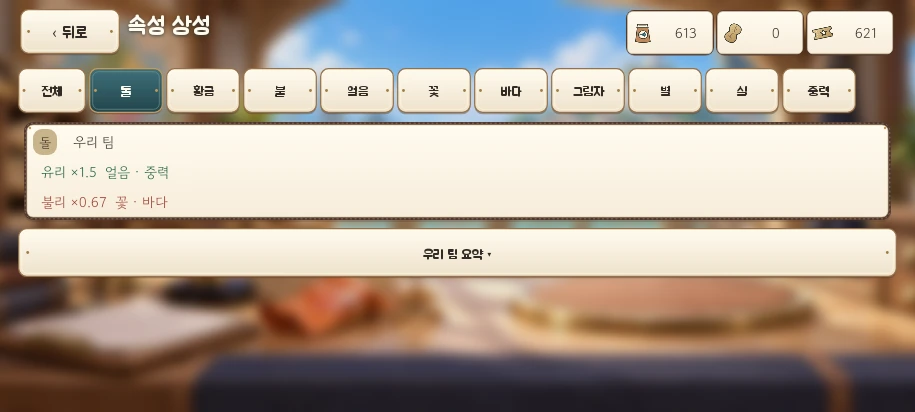 ‹ 뒤로
속성 상성
613
0
621
전체
돌
황금
불
얼음
꽃
바다
그림자
별
심
중력
돌 우리 팀
유리 ×1.5 얼음 · 중력
불리 ×0.67 꽃 · 바다
우리 팀 요약 ▾